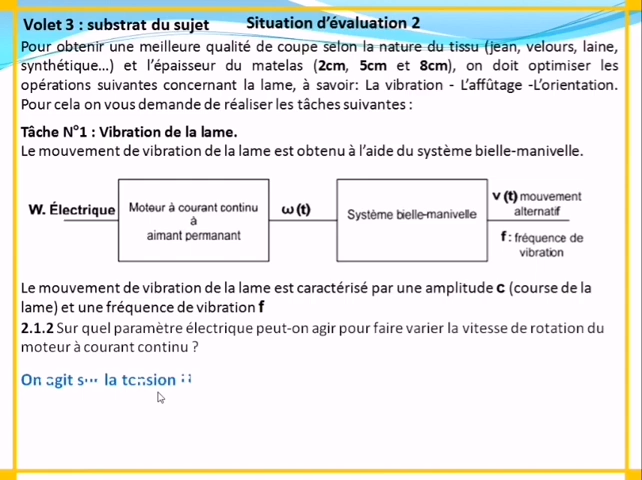 Volet 3 : substrat du sujet Situation d’évaluation 2
Pour obtenir une meilleure qualité de coupe selon la nature du tissu (jean, velours, laine,
synthétique...) et l’épaisseur du matelas (2cm, 5cm et 8cm), on doit optimiser les
opérations suivantes concernant la lame, à savoir: La vibration - L’affûtage -L’orientation.
Pour cela on vous demande de réaliser les tâches suivantes :
Tâche N°1 : Vibration de la lame.
Le mouvement de vibration de la lame est obtenu à l’aide du système bielle-manivelle.
W. Électrique
Moteur à courant continu
à
aimant permanant
ω (t)
Système bielle-manivelle
v (t) mouvement
alternatif
f : fréquence de
vibration
Le mouvement de vibration de la lame est caractérisé par une amplitude c (course de la
lame) et une fréquence de vibration f
2.1.2 Sur quel paramètre électrique peut-on agir pour faire varier la vitesse de rotation du
moteur à courant continu ?
On agit la tension